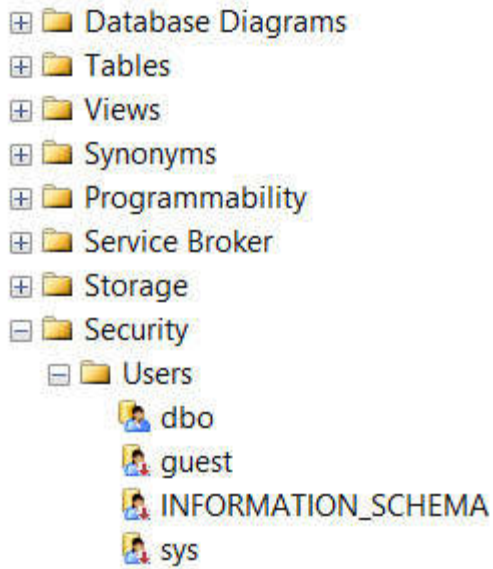 Database Diagrams
Tables
Views
Synonyms
Programmability
Service Broker
Storage
Security
Users
dbo
guest
INFORMATION_SCHEMA
sys